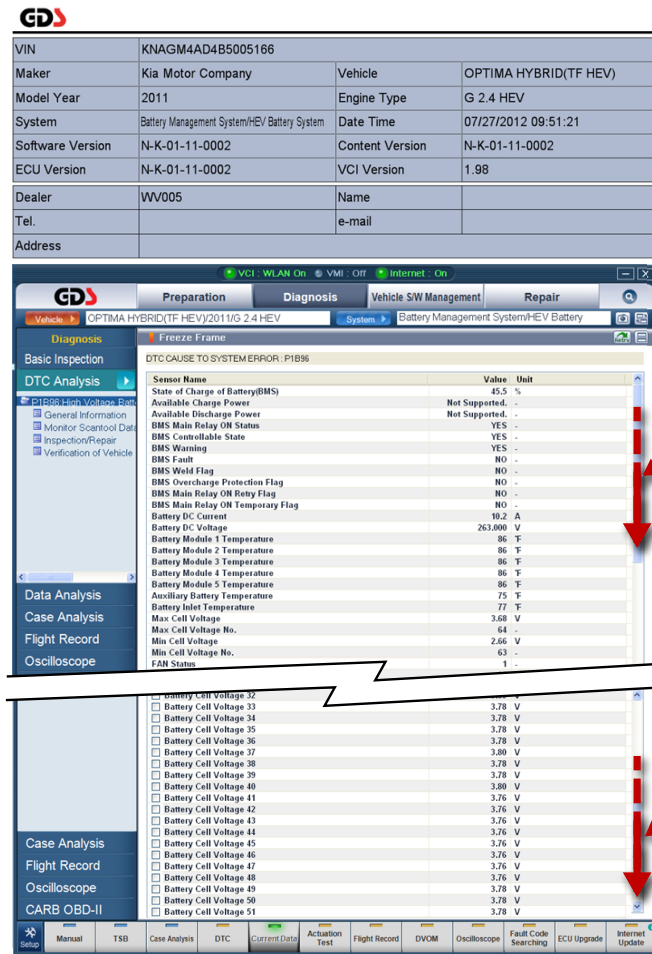 GDS
VIN KNAGM4AD4B5005166
Maker Kia Motor Company Vehicle OPTIMA HYBRID(TF HEV)
Model Year 2011 Engine Type G 2.4 HEV
System Battery Management System/HEV Battery System Date Time 07/27/2012 09:51:21
Software Version N-K-01-11-0002 Content Version N-K-01-11-0002
ECU Version N-K-01-11-0002 VCI Version 1.98
Dealer WV005 Name
Tel. e-mail
Address
VCI : WLAN On VMI : Off Internet : On
GDS Preparation Diagnosis Vehicle S/W Management Repair
Vehicle OPTIMA HYBRID(TF HEV)/2011/G 2.4 HEV System Battery Management System/HEV Battery
Diagnosis
Basic Inspection
DTC Analysis
P1B96 High Voltage Batte
General Information
Monitor Scantool Data
Inspection/Repair
Verification of Vehicle
Data Analysis
Case Analysis
Flight Record
Oscilloscope
Freeze Frame Retry
DTC CAUSE TO SYSTEM ERROR : P1B96
Sensor Name Value Unit
State of Charge of Battery(BMS) 45.5 %
Available Charge Power Not Supported. -
Available Discharge Power Not Supported. -
BMS Main Relay ON Status YES -
BMS Controllable State YES -
BMS Warning YES -
BMS Fault NO -
BMS Weld Flag NO -
BMS Overcharge Protection Flag NO -
BMS Main Relay ON Retry Flag NO -
BMS Main Relay ON Temporary Flag NO -
Battery DC Current 10.2 A
Battery DC Voltage 263.000 V
Battery Module 1 Temperature 86 ℉
Battery Module 2 Temperature 86 ℉
Battery Module 3 Temperature 86 ℉
Battery Module 4 Temperature 86 ℉
Battery Module 5 Temperature 86 ℉
Auxiliary Battery Temperature 75 ℉
Battery Inlet Temperature 77 ℉
Max Cell Voltage 3.68 V
Max Cell Voltage No. 64 -
Min Cell Voltage 2.66 V
Min Cell Voltage No. 63 -
FAN Status 1 -
Battery Cell Voltage 32
Battery Cell Voltage 33 3.78 V
Battery Cell Voltage 34 3.78 V
Battery Cell Voltage 35 3.78 V
Battery Cell Voltage 36 3.78 V
Battery Cell Voltage 37 3.80 V
Battery Cell Voltage 38 3.78 V
Battery Cell Voltage 39 3.78 V
Battery Cell Voltage 40 3.80 V
Battery Cell Voltage 41 3.76 V
Battery Cell Voltage 42 3.76 V
Battery Cell Voltage 43 3.76 V
Battery Cell Voltage 44 3.76 V
Battery Cell Voltage 45 3.76 V
Battery Cell Voltage 46 3.76 V
Battery Cell Voltage 47 3.76 V
Battery Cell Voltage 48 3.76 V
Battery Cell Voltage 49 3.78 V
Battery Cell Voltage 50 3.78 V
Battery Cell Voltage 51 3.78 V
Case Analysis
Flight Record
Oscilloscope
CARB OBD-II
Setup Manual TSB Case Analysis DTC Current Data Actuation Test Flight Record DVOM Oscilloscope Fault Code Searching ECU Upgrade Internet Update